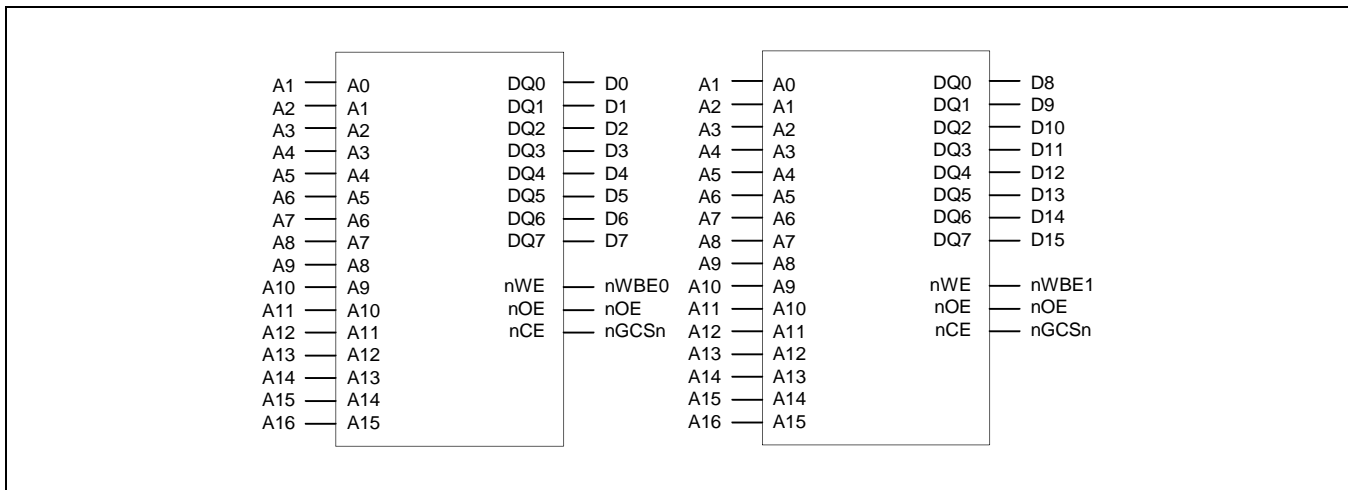 A1 A0 DQ0 D0 A1 A0 DQ0 D8
A2 A1 DQ1 D1 A2 A1 DQ1 D9
A3 A2 DQ2 D2 A3 A2 DQ2 D10
A4 A3 DQ3 D3 A4 A3 DQ3 D11
A5 A4 DQ4 D4 A5 A4 DQ4 D12
A6 A5 DQ5 D5 A6 A5 DQ5 D13
A7 A6 DQ6 D6 A7 A6 DQ6 D14
A8 A7 DQ7 D7 A8 A7 DQ7 D15
A9 A8 A9 A8
A10 A9 nWE nWBE0 A10 A9 nWE nWBE1
A11 A10 nOE nOE A11 A10 nOE nOE
A12 A11 nCE nGCSn A12 A11 nCE nGCSn
A13 A12 A13 A12
A14 A13 A14 A13
A15 A14 A15 A14
A16 A15 A16 A15